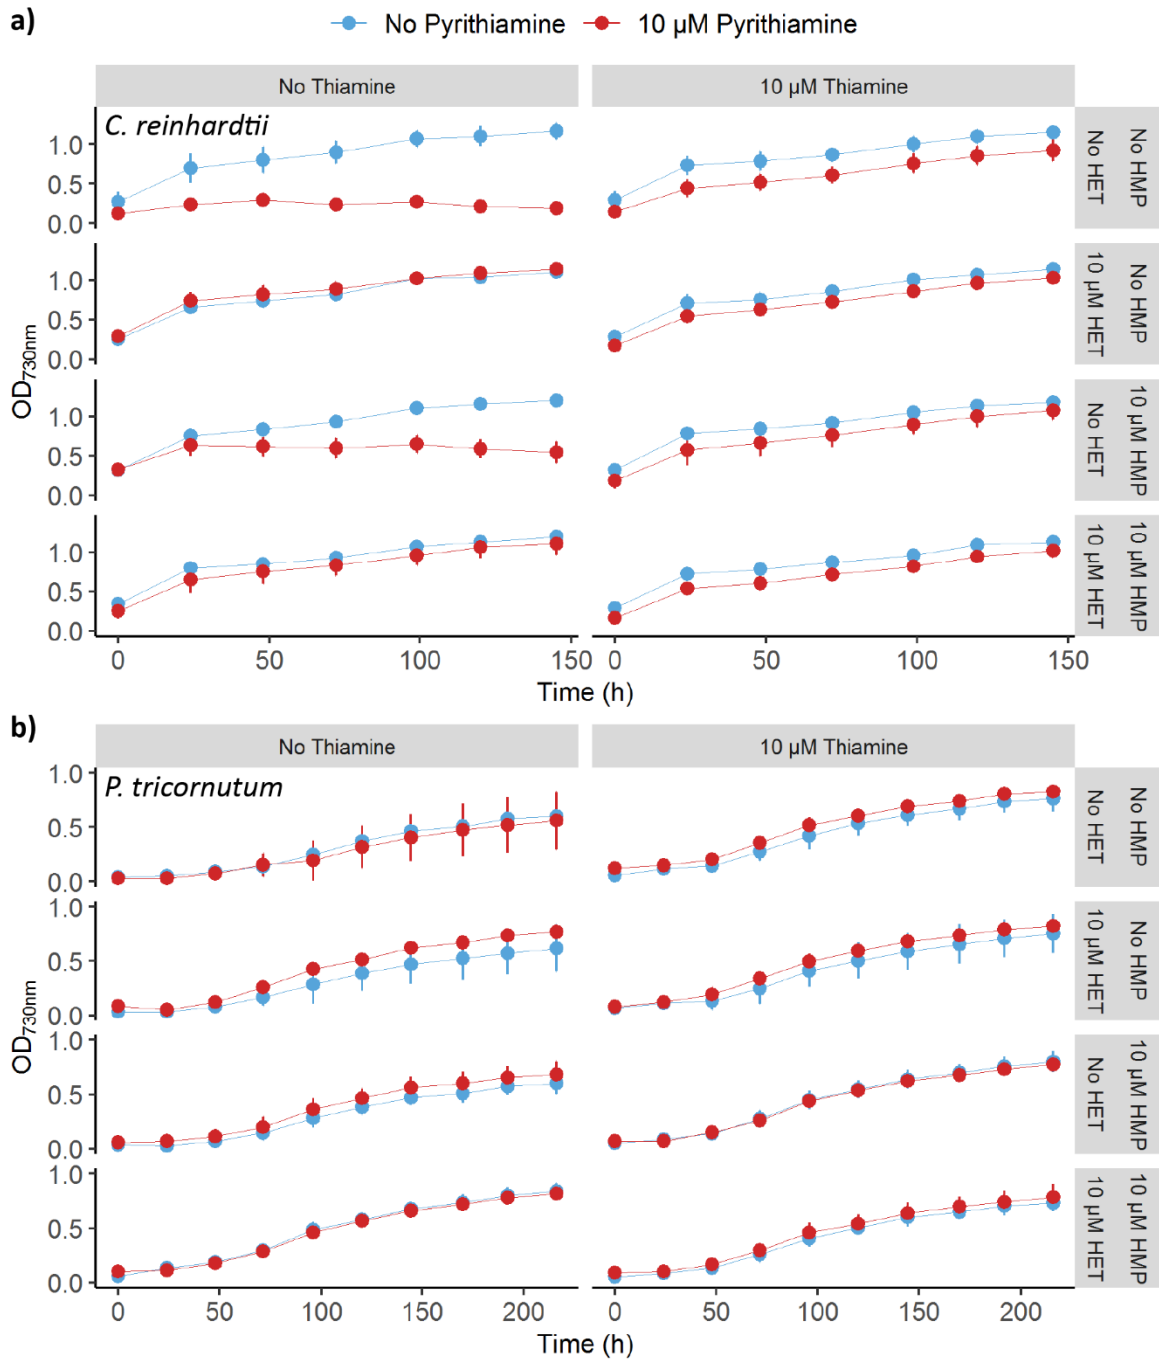 a)
No Pyrithiamine 10 µM Pyrithiamine
No Thiamine
10 µM Thiamine
C. reinhardtii
1.0
0.5
0.0
No HMP
No HET
1.0
0.5
0.0
No HMP
10 µM HET
1.0
0.5
0.0
10 µM HMP
No HET
1.0
0.5
0.0
10 µM HMP
10 µM HET
OD730nm
0 50 100 150
0 50 100 150
Time (h)
b)
No Thiamine
10 µM Thiamine
P. tricornutum
1.0
0.5
0.0
No HMP
No HET
1.0
0.5
0.0
No HMP
10 µM HET
1.0
0.5
0.0
10 µM HMP
No HET
1.0
0.5
0.0
10 µM HMP
10 µM HET
OD730nm
0 50 100 150 200
0 50 100 150 200
Time (h)